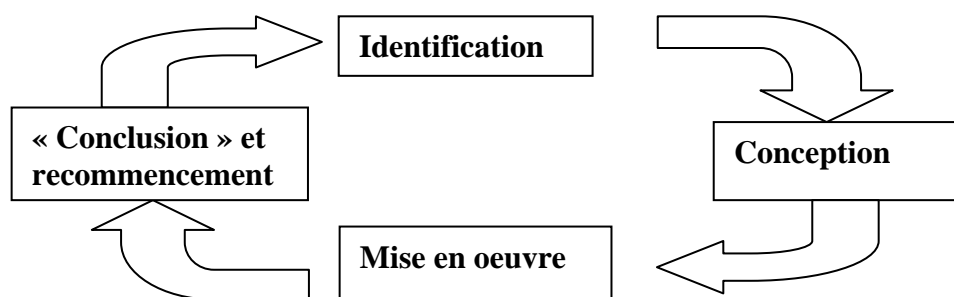 Identification
« Conclusion » et
recommencement
Conception
Mise en oeuvre